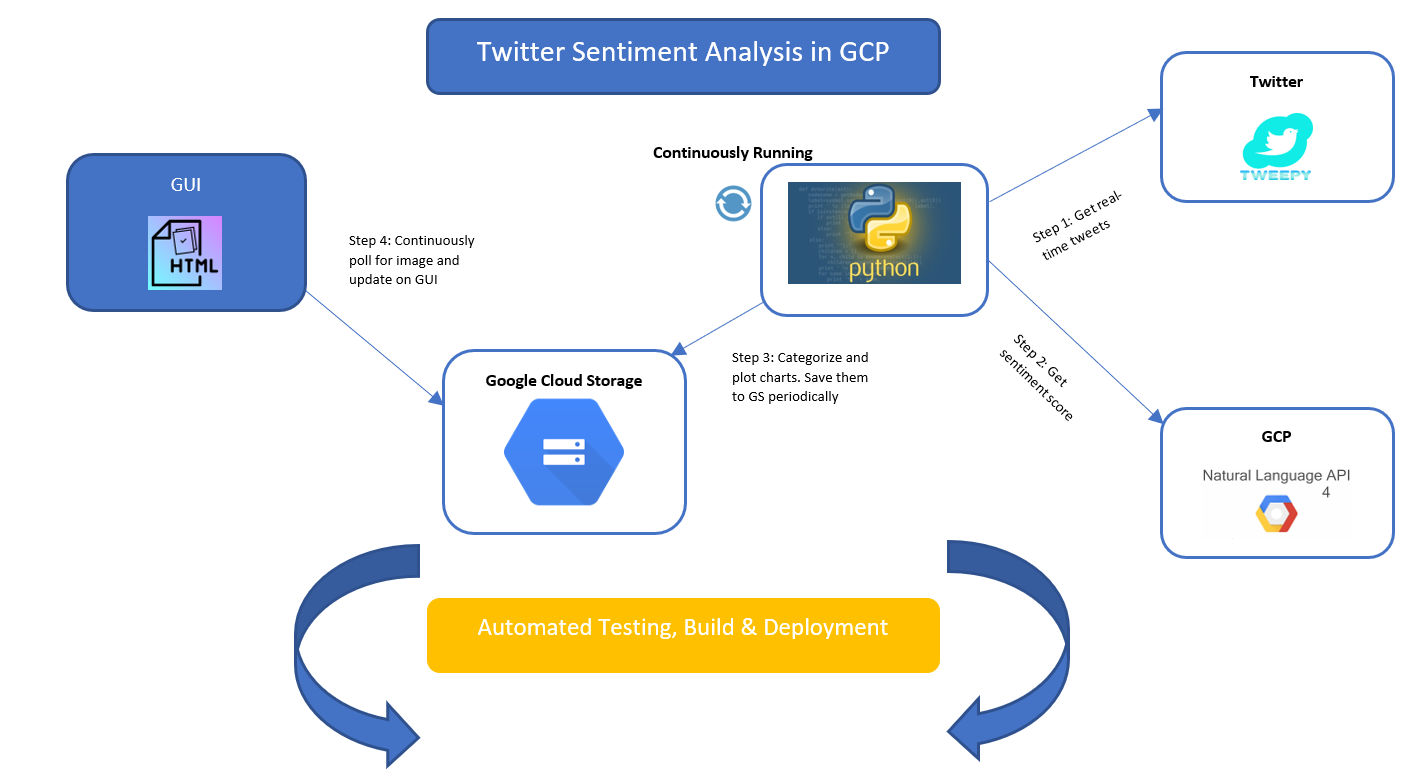 Twitter Sentiment Analysis in GCP
Twitter
TWEEPY
Continuously Running
python
GUI
HTML
Step 4: Continuously
poll for image and
update on GUI
Step 1: Get real-
time tweets
Step 2: Get
sentiment score
Step 3: Categorize and
plot charts. Save them
to GS periodically
Google Cloud Storage
GCP
Natural Language API
4
Automated Testing, Build & Deployment